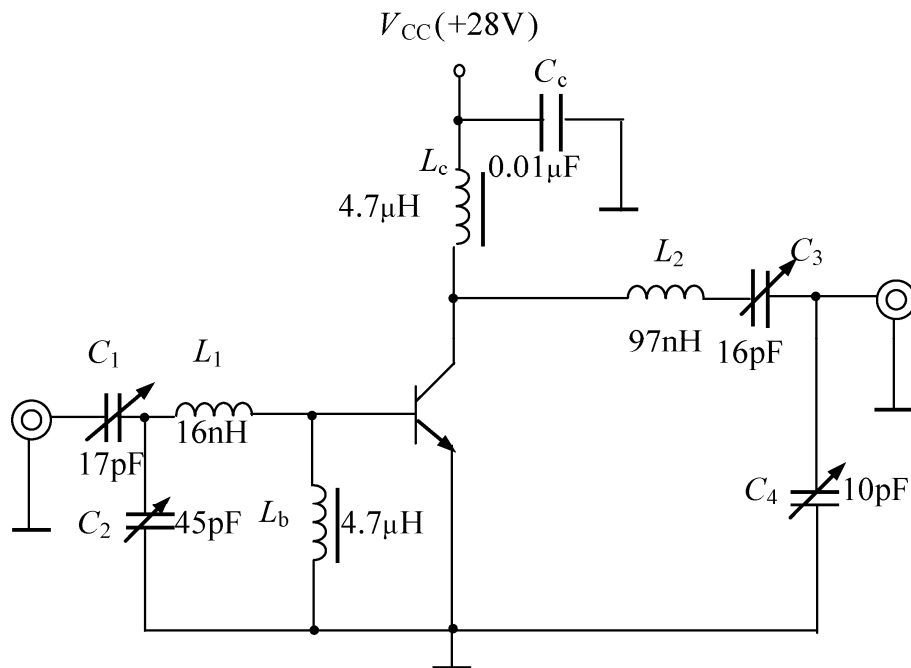 V_CC(+28V)
C_c
L_c
0.01μF
4.7μH
L_2
C_3
97nH
16pF
C_1
L_1
16nH
17pF
C_2
45pF
L_b
4.7μH
C_4
10pF